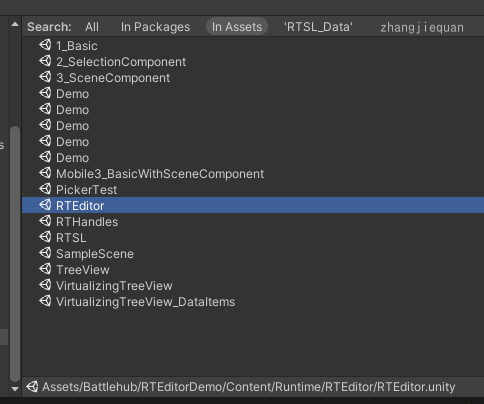 Search: All In Packages In Assets 'RTSL_Data' zhangjiequan
1_Basic
2_SelectionComponent
3_SceneComponent
Demo
Demo
Demo
Demo
Demo
Mobile3_BasicWithSceneComponent
PickerTest
RTEditor
RTHandles
RTSL
SampleScene
TreeView
VirtualizingTreeView
VirtualizingTreeView_DataItems
Assets/Battlehub/RTEditorDemo/Content/Runtime/RTEditor/RTEditor.unity